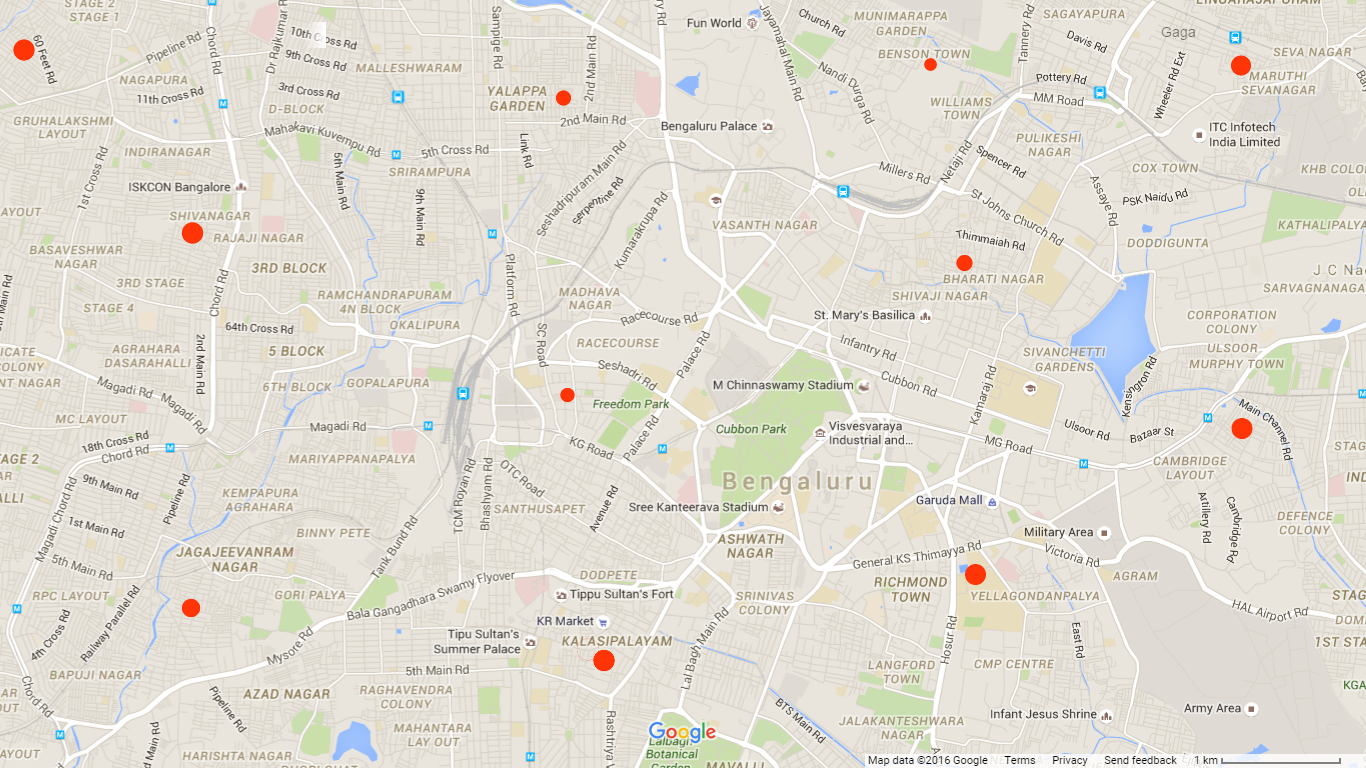 STAGE 2
STAGE 3
60 Feet Rd
Pipeline Rd
Chord Rd
Dr Rajkumar Rd
10th Cross Rd
9th Cross Rd
MALLESHWARAM
Sampige Rd
2nd Main Rd
Fun World
Jayamahal Main Rd
Church Rd
MUNIMARAPPA
GARDEN
BENSON TOWN
SAGAYAPURA
Tannery Rd
Davis Rd
Gaga
SEVA NAGAR
NAGAPURA
11th Cross Rd
3rd Cross Rd
D-BLOCK
YALAPPA
GARDEN
Nandi Durga Rd
WILLIAMS
TOWN
Pottery Rd
MM Road
Wheeler Rd Ext
MARUTHI
SEVANAGAR
GRUHALAKSHMI
LAYOUT
Mahakavi Kuvempu Rd
5th Cross Rd
Link Rd
2nd Main Rd
Bengaluru Palace
Netaji Rd
PULIKESHI
NAGAR
ITC Infotech
India Limited
INDIRANAGAR
1st Cross Rd
5th Main Rd
SRIRAMPURA
Seshadripuram Main Rd
Millers Rd
Spencer Rd
COX TOWN
KHB COLONY
ISKCON Bangalore
9th Main Rd
Serpentine Rd
Kumarakrupa Rd
St Johns Church Rd
Assaye Rd
PSK Naidu Rd
SHIVANAGAR
RAJAJI NAGAR
VASANTH NAGAR
Thimmaiah Rd
DODDIGUNTA
KATHALIPALYA
BASAVESHWAR
NAGAR
3RD BLOCK
Platform Rd
BHARATI NAGAR
3RD STAGE
STAGE 4
Chord Rd
RAMCHANDRAPURAM
4N BLOCK
MADHAVA
NAGAR
SHIVAJI NAGAR
SARVAGNANAGAR
64th Cross Rd
OKALIPURA
SC Road
Racecourse Rd
St. Mary's Basilica
CORPORATION
COLONY
AGRAHARA
DASARAHALLI
2nd Main Rd
5 BLOCK
RACECOURSE
Palace Rd
Infantry Rd
SIVANCHETTI
GARDENS
ULSOOR
MURPHY TOWN
Magadi Rd
6TH BLOCK
GOPALAPURA
Seshadri Rd
M Chinnaswamy Stadium
Cubbon Rd
Kamaraj Rd
Kensington Rd
MC LAYOUT
Magadi Rd
Freedom Park
Cubbon Park
Visvesvaraya
Industrial and...
Ulsoor Rd
Bazaar St
Main Channel Rd
18th Cross Rd
Chord Rd
Magadi Rd
KG Road
Palace Rd
MG Road
CAMBRIDGE
LAYOUT
MARIYAPPANAPALYA
OTC Road
9th Main Rd
Pipeline Rd
KEMPAPURA
AGRAHARA
TCM Royan Rd
Bhashyam Rd
SANTHUSAPET
Avenue Rd
Bengaluru
Sree Kanteerava Stadium
Garuda Mall
Artillery Rd
Cambridge Rd
DEFENCE
COLONY
Magadi Chord Rd
1st Main Rd
BINNY PETE
Tank Bund Rd
ASHWATH
NAGAR
General KS Thimayya Rd
Military Area
Victoria Rd
JAGAJEEVANRAM
NAGAR
5th Main Rd
RPC LAYOUT
GORI PALYA
Bala Gangadhara Swamy Flyover
DODPETE
Tippu Sultan's Fort
SRINIVAS
COLONY
RICHMOND
TOWN
YELLAGONDANPALYA
AGRAM
HAL Airport Rd
4th Cross Rd
Railway Parallel Rd
Mysore Rd
KR Market
Tipu Sultan's
Summer Palace
KALASIPALAYAM
Lal Bagh Main Rd
Hosur Rd
East Rd
1ST STAGE
BAPUJI NAGAR
5th Main Rd
LANGFORD
TOWN
CMP CENTRE
Chord Rd
Pipeline Rd
AZAD NAGAR
RAGHAVENDRA
COLONY
BTS Main Rd
JALAKANTESHWARA
NAGAR
Infant Jesus Shrine
Army Area
MAHANTARA
LAY OUT
HARISHTA NAGAR
Google
Lalbagh
Botanical
Garden
MAVALLI
Map data ©2016 Google Terms Privacy Send feedback 1 km